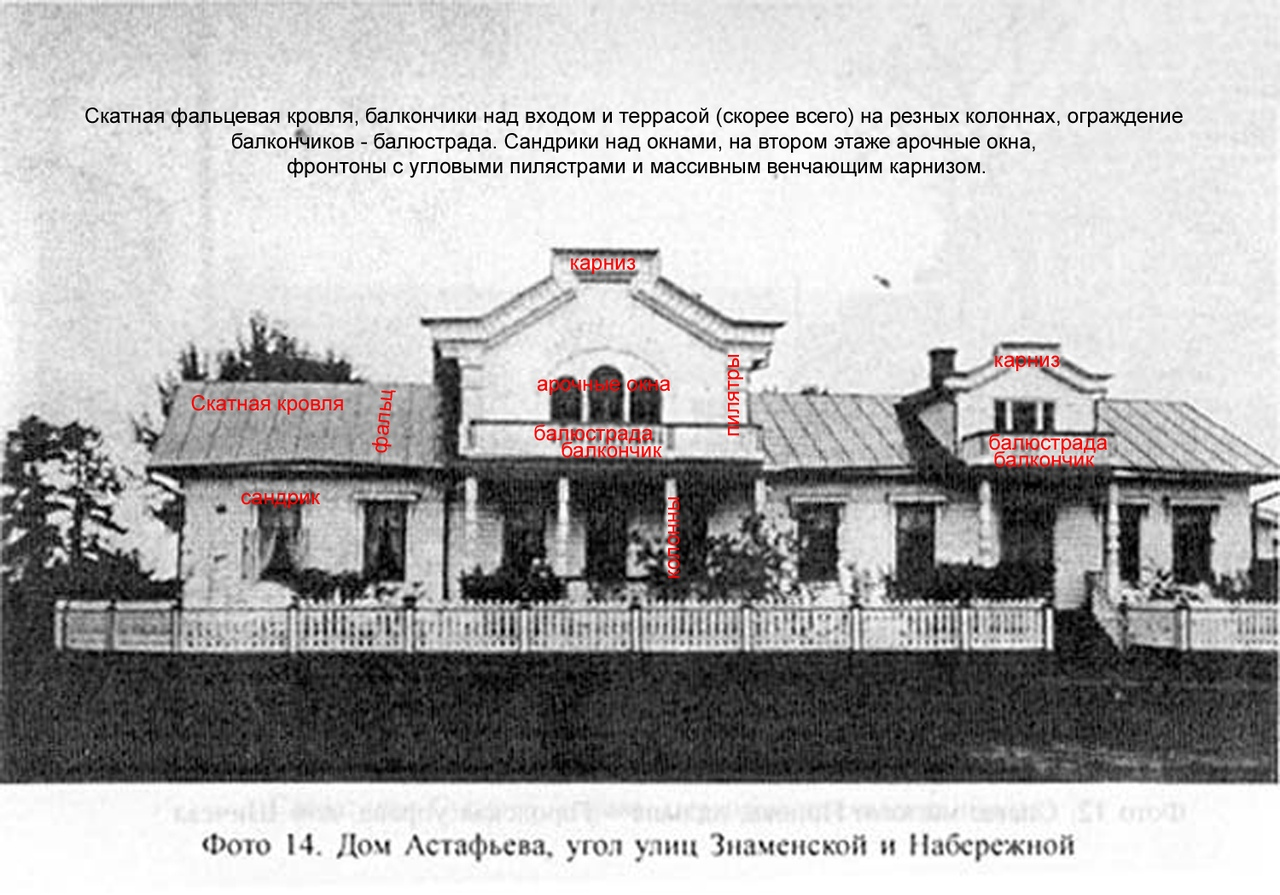 Скатная фальцевая кровля, балкончики над входом и террасой (скорее всего) на резных колоннах, ограждение
балкончиков - балюстрада. Сандрики над окнами, на втором этаже арочные окна,
фронтоны с угловыми пилястрами и массивным венчающим карнизом.
карниз
карниз
арочные окна
пилятры
Скатная кровля
фальц
балюстрада
балкончик
балюстрада
балкончик
сандрик
колонны
Фото 14. Дом Астафьева, угол улиц Знаменской и Набережной